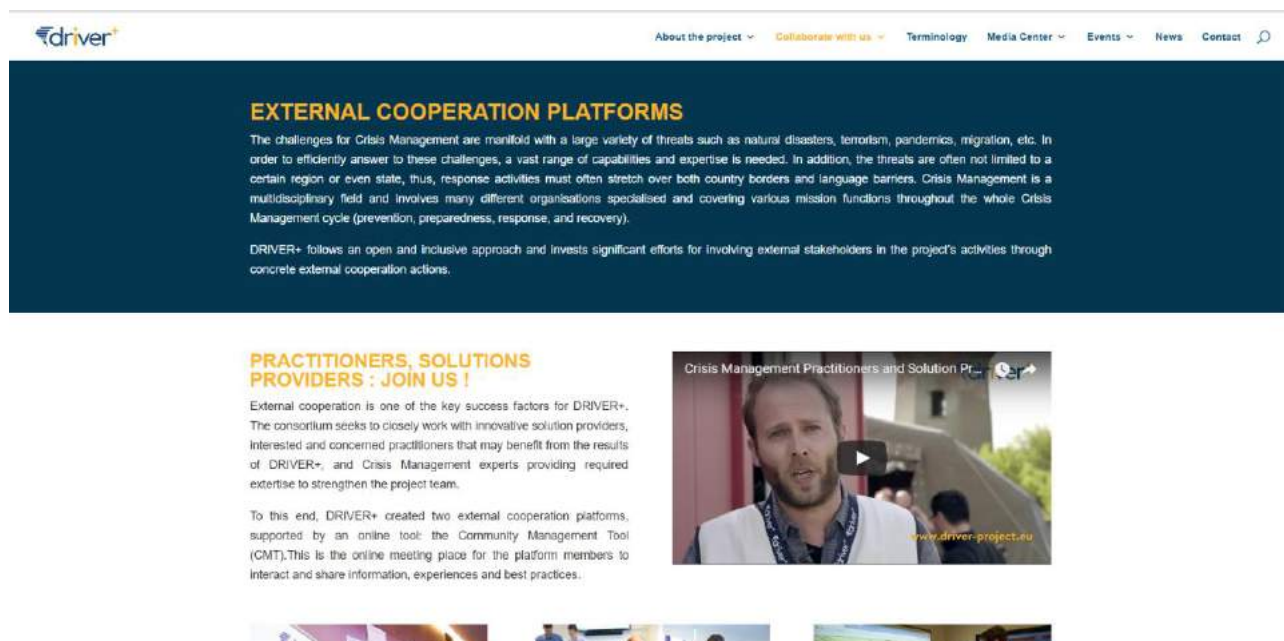 driver+
About the project
Collaborate with us
Terminology
Media Center
Events
News
Contact
EXTERNAL COOPERATION PLATFORMS
The challenges for Crisis Management are manifold with a large variety of threats such as natural disasters, terrorism, pandemics, migration, etc. In
order to efficiently answer to these challenges, a vast range of capabilities and expertise is needed. In addition, the threats are often not limited to a
certain region or even state, thus, response activities must often stretch over both country borders and language barriers. Crisis Management is a
multidisciplinary field and involves many different organisations specialised and covering various mission functions throughout the whole Crisis
Management cycle (prevention, preparedness, response, and recovery).
DRIVER+ follows an open and inclusive approach and invests significant efforts for involving external stakeholders in the project's activities through
concrete external cooperation actions.
PRACTITIONERS, SOLUTIONS
PROVIDERS : JOIN US !
External cooperation is one of the key success factors for DRIVER+.
The consortium seeks to closely work with innovative solution providers,
interested and concerned practitioners that may benefit from the results
of DRIVER+, and Crisis Management experts providing required
extertise to strengthen the project team.
To this end, DRIVER+ created two external cooperation platforms,
supported by an online tool: the Community Management Tool
(CMT).This is the online meeting place for the platform members to
interact and share information, experiences and best practices.
Crisis Management Practitioners and Solution Pr...
driver+
www.driver-project.eu